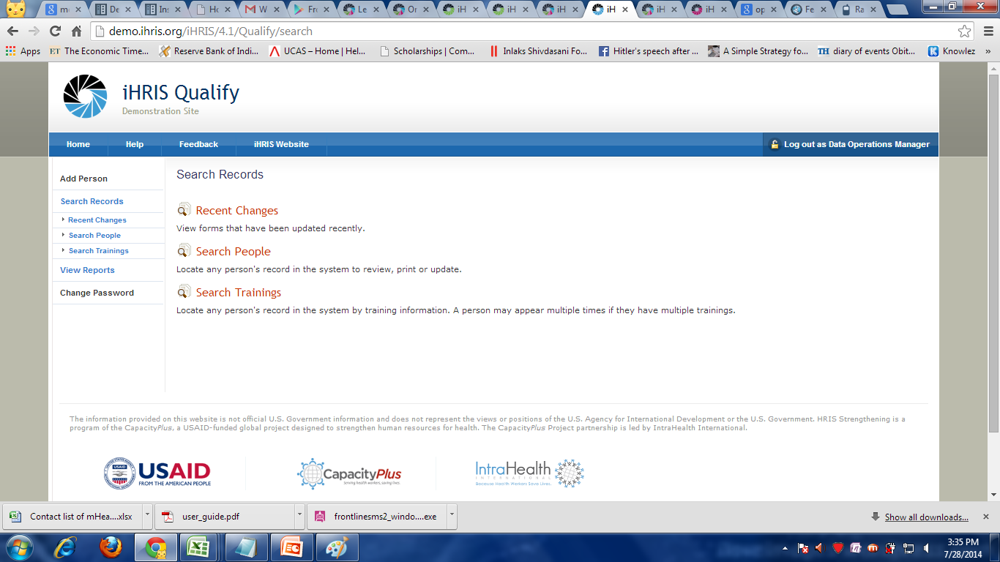 m
De
Ins
Ho
W
Fro
Le
Or
iH
iH
iH
iH
iH
iH
op
Fe
Ra
demo.ihris.org/iHRIS/4.1/Qualify/search
Apps
ET The Economic Time...
Reserve Bank of Indi...
UCAS – Home | Hel...
Scholarships | Com...
Inlaks Shivdasani Fo...
Hitler's speech after ...
A Simple Strategy fo...
TH diary of events Obit...
Knowlez
»
iHRIS Qualify
Demonstration Site
Home
Help
Feedback
iHRIS Website
Log out as Data Operations Manager
Add Person
Search Records
Recent Changes
Search People
Search Trainings
View Reports
Change Password
Search Records
Recent Changes
View forms that have been updated recently.
Search People
Locate any person's record in the system to review, print or update.
Search Trainings
Locate any person's record in the system by training information. A person may appear multiple times if they have multiple trainings.
The information provided on this website is not official U.S. Government information and does not represent the views or positions of the U.S. Agency for International Development or the U.S. Government. HRIS Strengthening is a
program of the CapacityPlus, a USAID-funded global project designed to strengthen human resources for health. The CapacityPlus Project partnership is led by IntraHealth International.
USAID
FROM THE AMERICAN PEOPLE
CapacityPlus
Serving health workers, saving lives.
IntraHealth
INTERNATIONAL
Because Health Workers Save Lives.
Contact list of mHea....xlsx
user_guide.pdf
frontlinesms2_windo....exe
Show all downloads...
3:35 PM
7/28/2014